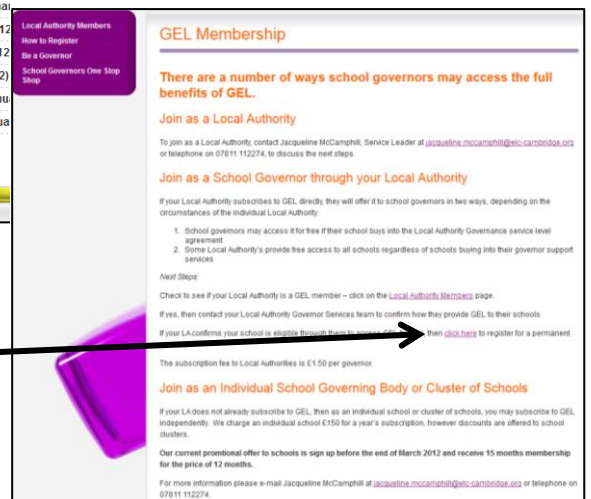 Local Authority Members
How to Register
Be a Governor
School Governors One Stop
Shop
GEL Membership
There are a number of ways school governors may access the full
benefits of GEL.
Join as a Local Authority
To join as a Local Authority, contact Jacqueline McCamphill, Service Leader at jacqueline.mccamphill@elc-cambridge.org
or telephone on 07811 112274, to discuss the next steps.
Join as a School Governor through your Local Authority
If your Local Authority subscribes to GEL directly, they will offer it to school governors in two ways, depending on the
circumstances of the individual Local Authority:
1. School governors may access it for free if their school buys into the Local Authority Governance service level
agreement
2. Some Local Authority's provide free access to all schools regardless of schools buying into their governor support
services
Next Steps:
Check to see if your Local Authority is a GEL member – click on the Local Authority Members page.
If yes, then contact your Local Authority Governor Services team to confirm how they provide GEL to their schools.
If your LA confirms your school is eligible through them to access GEL then click here to register for a permanent
The subscription fee to Local Authorities is £1.50 per governor.
Join as an Individual School Governing Body or Cluster of Schools
If your LA does not already subscribe to GEL, then as an individual school or cluster of schools, you may subscribe to GEL
independently. We charge an individual school £150 for a year's subscription, however discounts are offered to school
clusters.
Our current promtional offer to schools is sign up before the end of March 2012 and receive 15 months membership
for the price of 12 months.
For more information please e-mail Jacqueline McCamphill at jacqueline.mccamphill@elc-cambridge.org or telephone on
07811 112274.